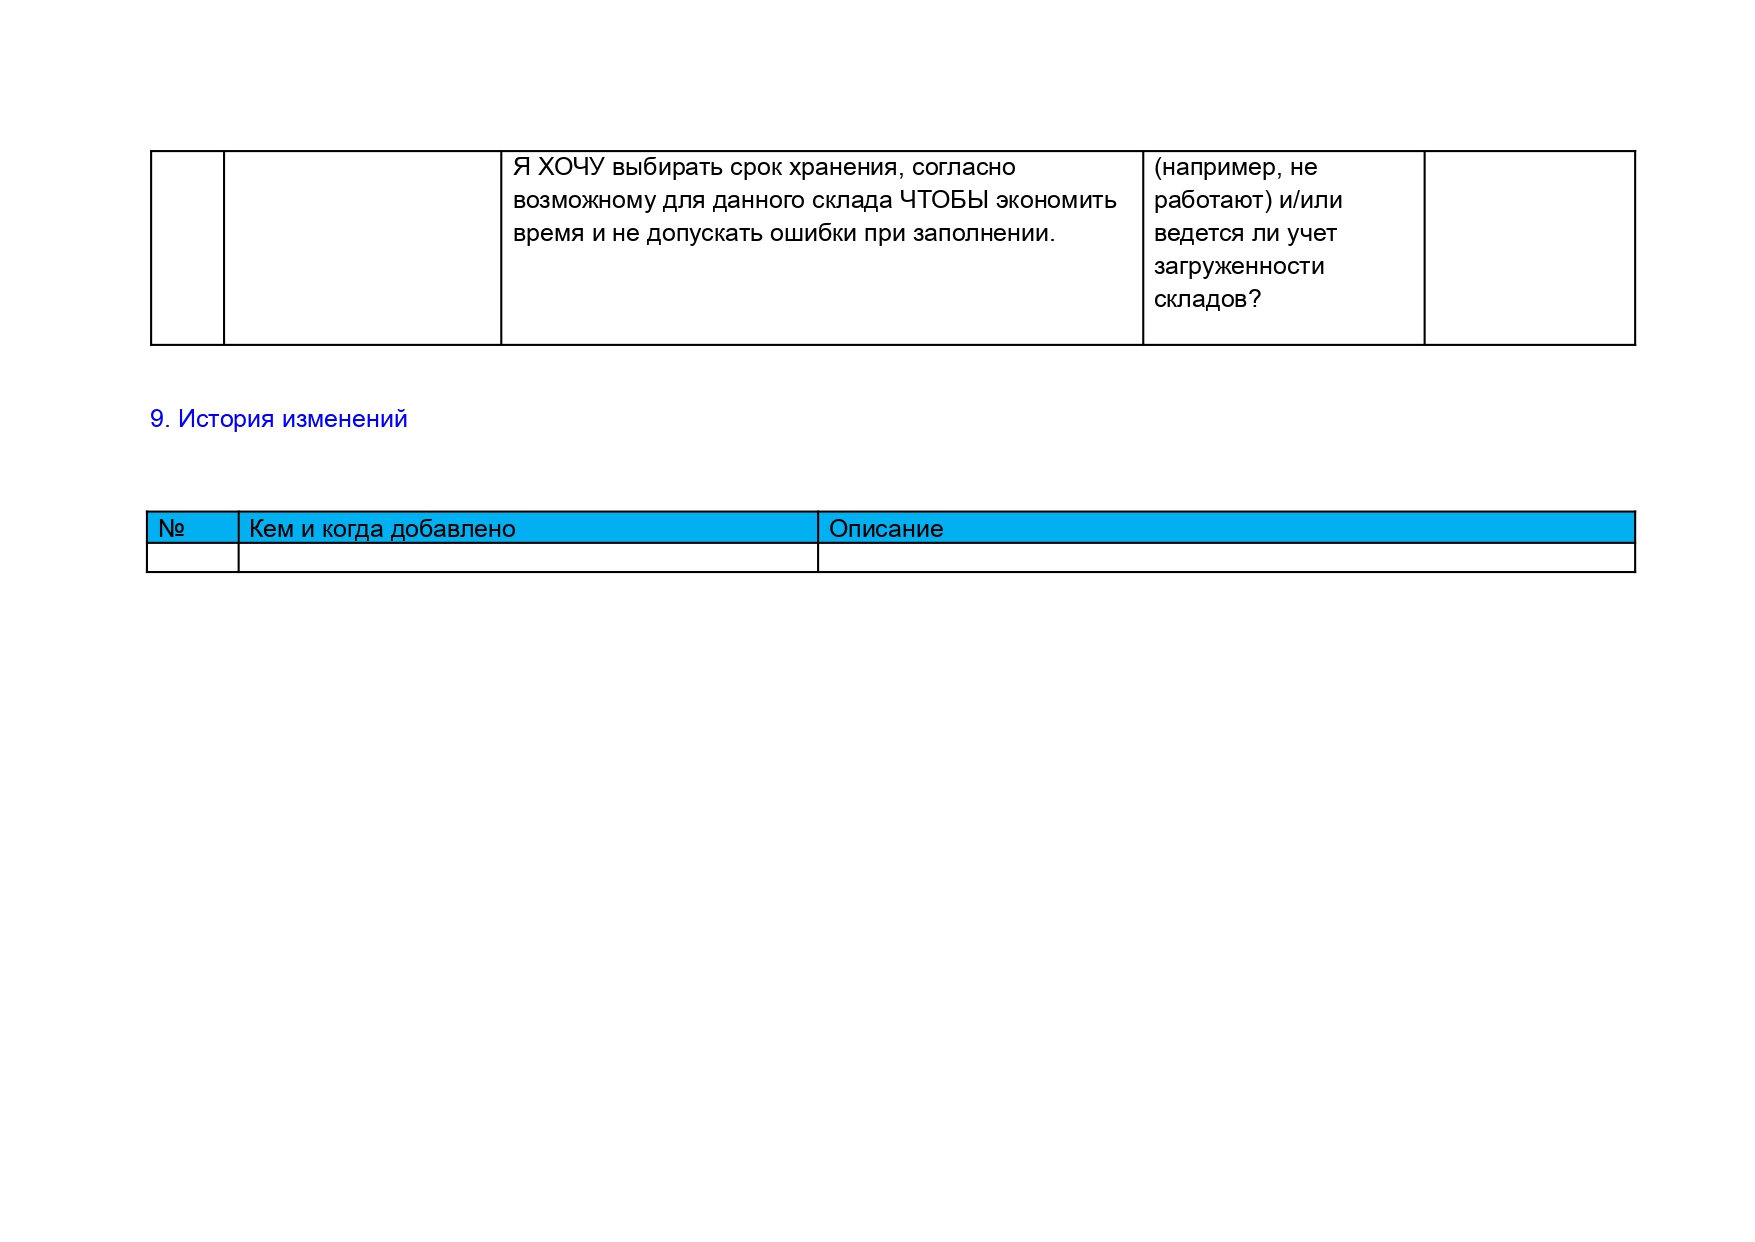 Я ХОЧУ выбирать срок хранения, согласно
возможному для данного склада ЧТОБЫ экономить
время и не допускать ошибки при заполнении.
(например, не
работают) и/или
ведется ли учет
загруженности
складов?
9. История изменений
№ Кем и когда добавлено Описание